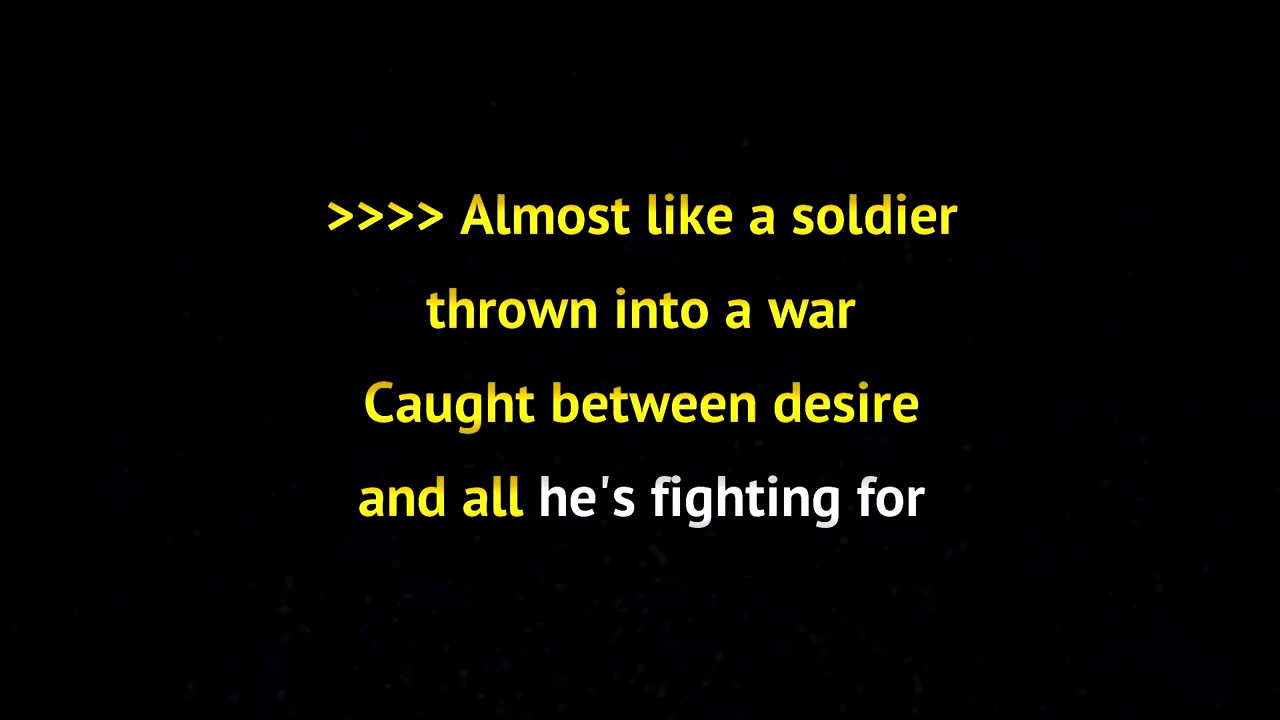 >>>> Almost like a soldier
thrown into a war
Caught between desire
and all he's fighting for